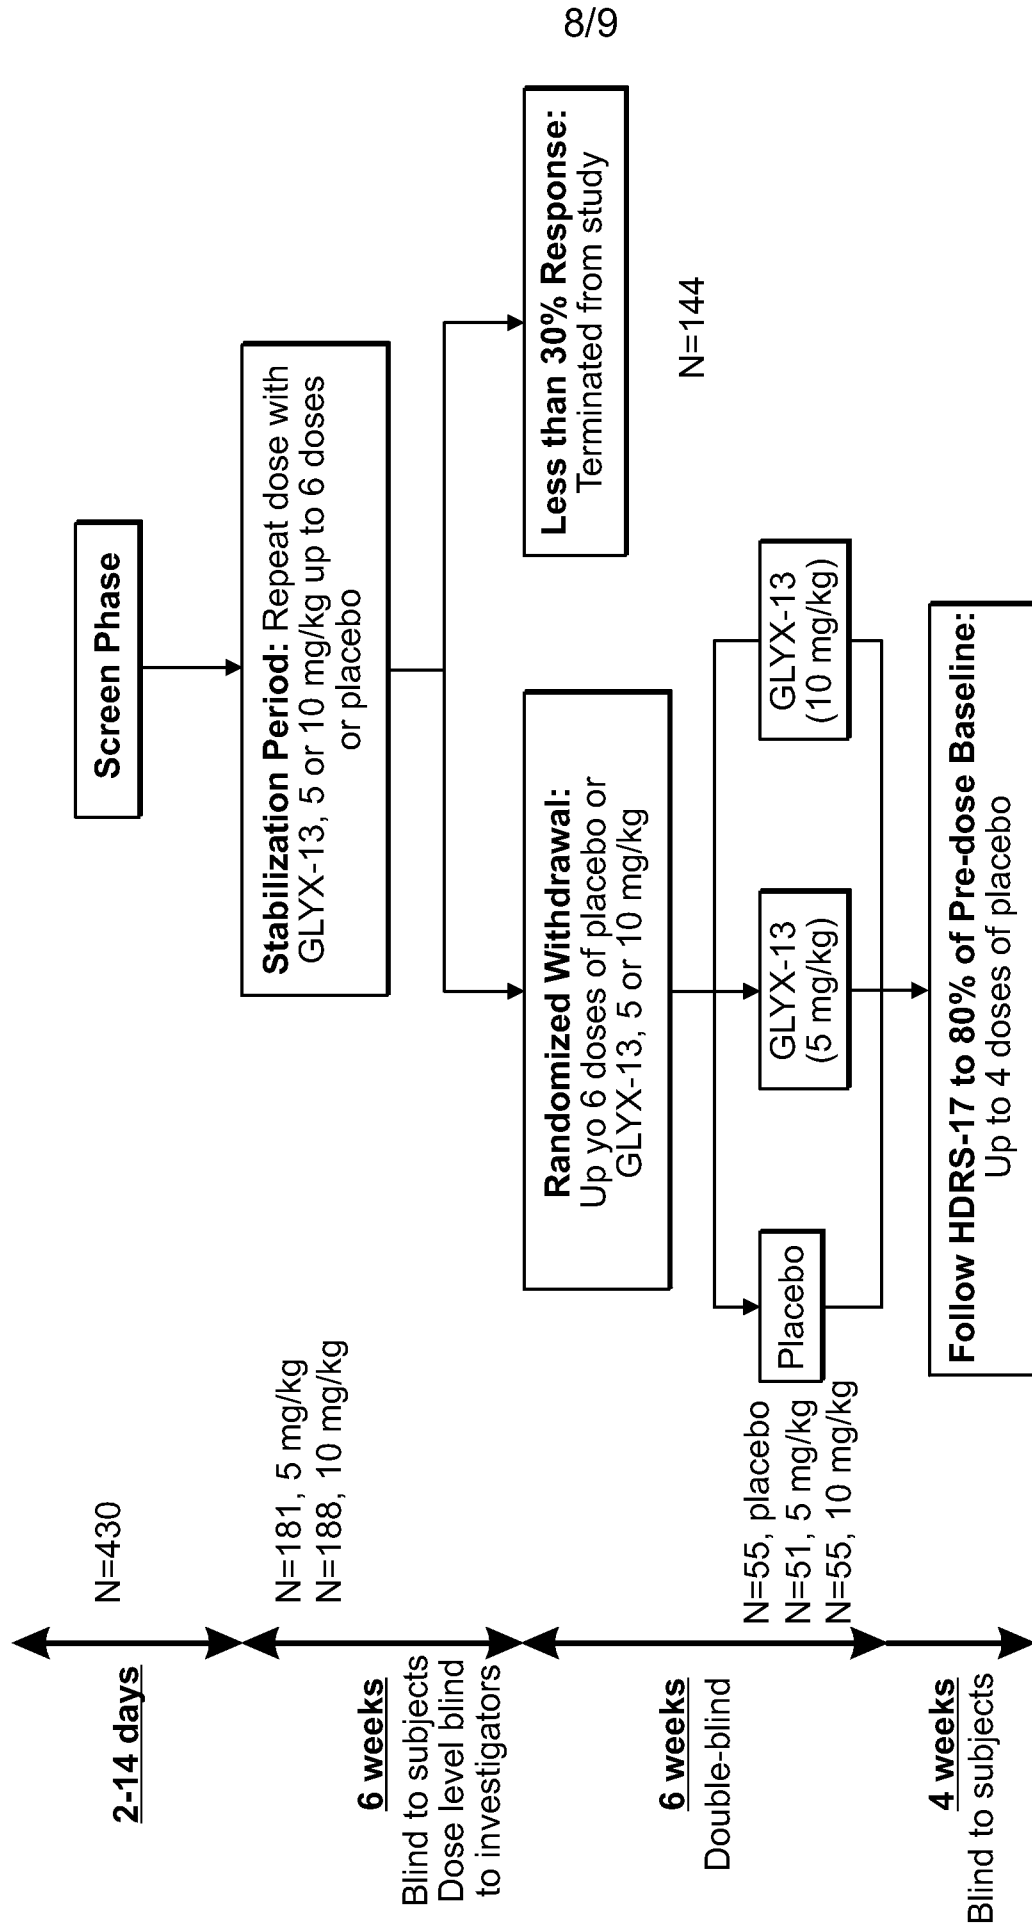 8/9
2-14 days
N=430
Screen Phase
6 weeks
Blind to subjects
Dose level blind
to investigators
N=181, 5 mg/kg
N=188, 10 mg/kg
Stabilization Period: Repeat dose with
GLYX-13, 5 or 10 mg/kg up to 6 doses
or placebo
6 weeks
Double-blind
Randomized Withdrawal:
Up yo 6 doses of placebo or
GLYX-13, 5 or 10 mg/kg
Less than 30% Response:
Terminated from study
N=144
N=55, placebo
N=51, 5 mg/kg
N=55, 10 mg/kg
Placebo
GLYX-13
(5 mg/kg)
GLYX-13
(10 mg/kg)
4 weeks
Blind to subjects
Follow HDRS-17 to 80% of Pre-dose Baseline:
Up to 4 doses of placebo